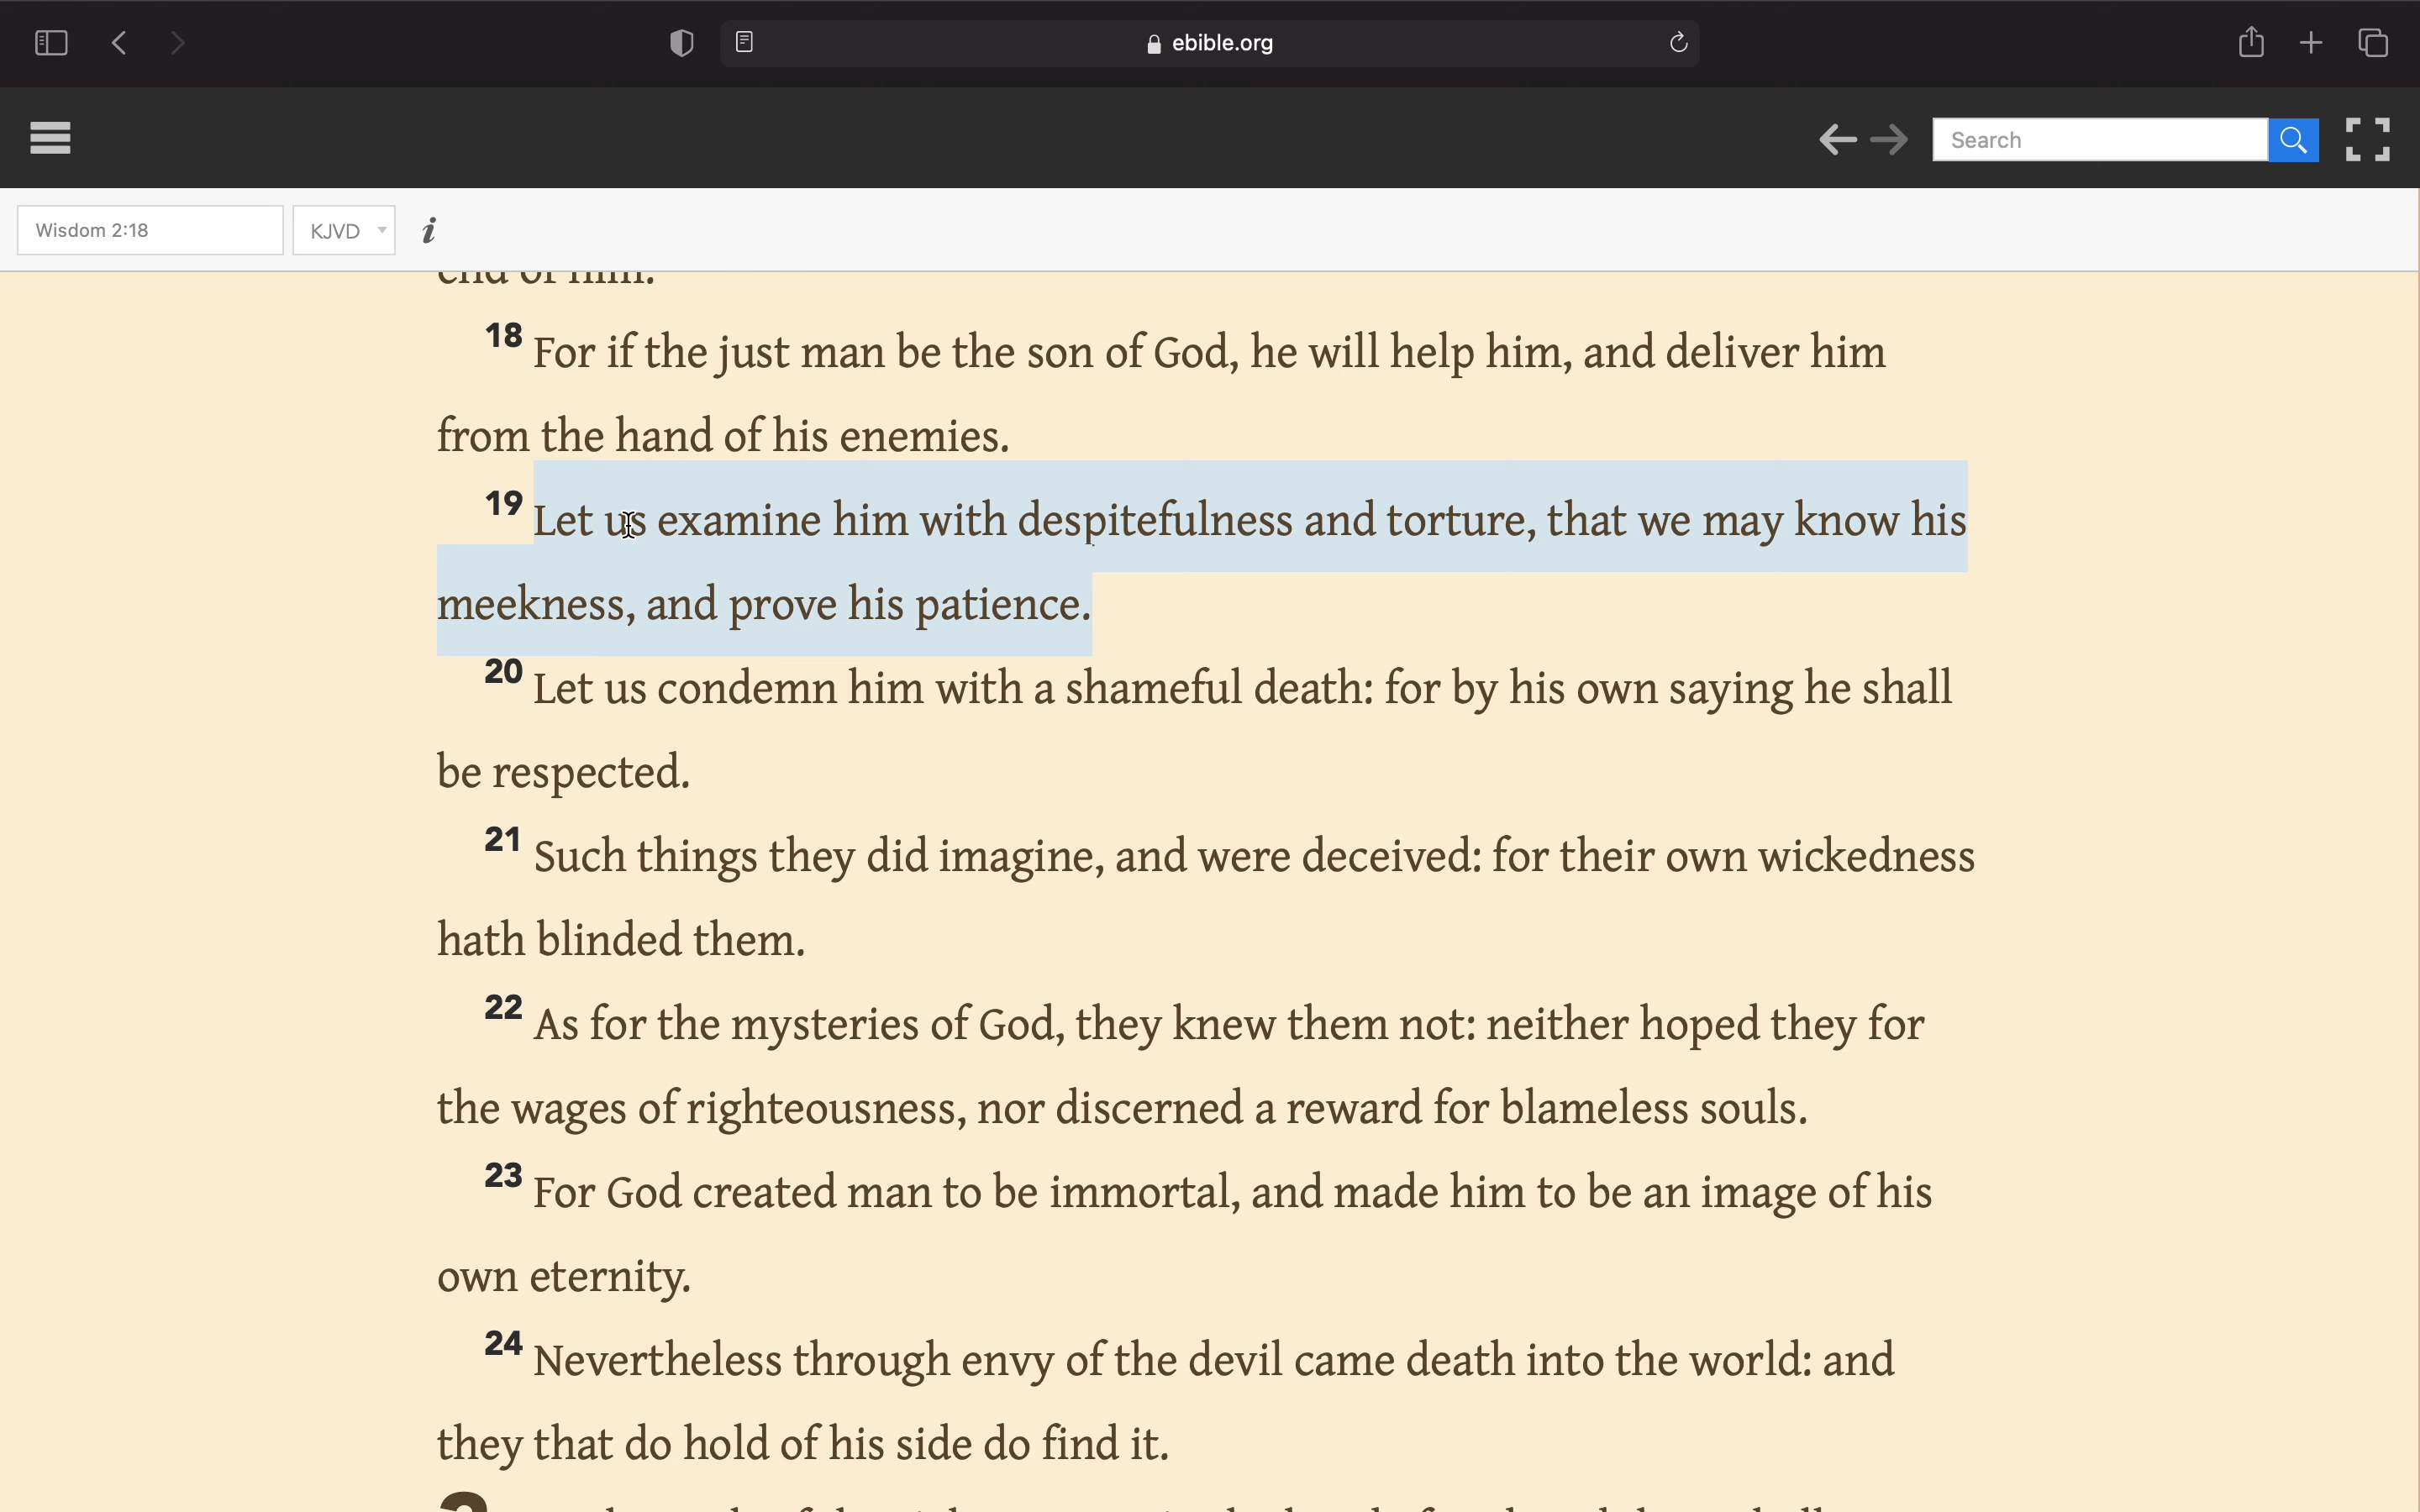 ebible.org
Search
Wisdom 2:18
KJVD
i
end of him.
18 For if the just man be the son of God, he will help him, and deliver him
from the hand of his enemies.
19 Let us examine him with despitefulness and torture, that we may know his
meekness, and prove his patience.
20 Let us condemn him with a shameful death: for by his own saying he shall
be respected.
21 Such things they did imagine, and were deceived: for their own wickedness
hath blinded them.
22 As for the mysteries of God, they knew them not: neither hoped they for
the wages of righteousness, nor discerned a reward for blameless souls.
23 For God created man to be immortal, and made him to be an image of his
own eternity.
24 Nevertheless through envy of the devil came death into the world: and
they that do hold of his side do find it.